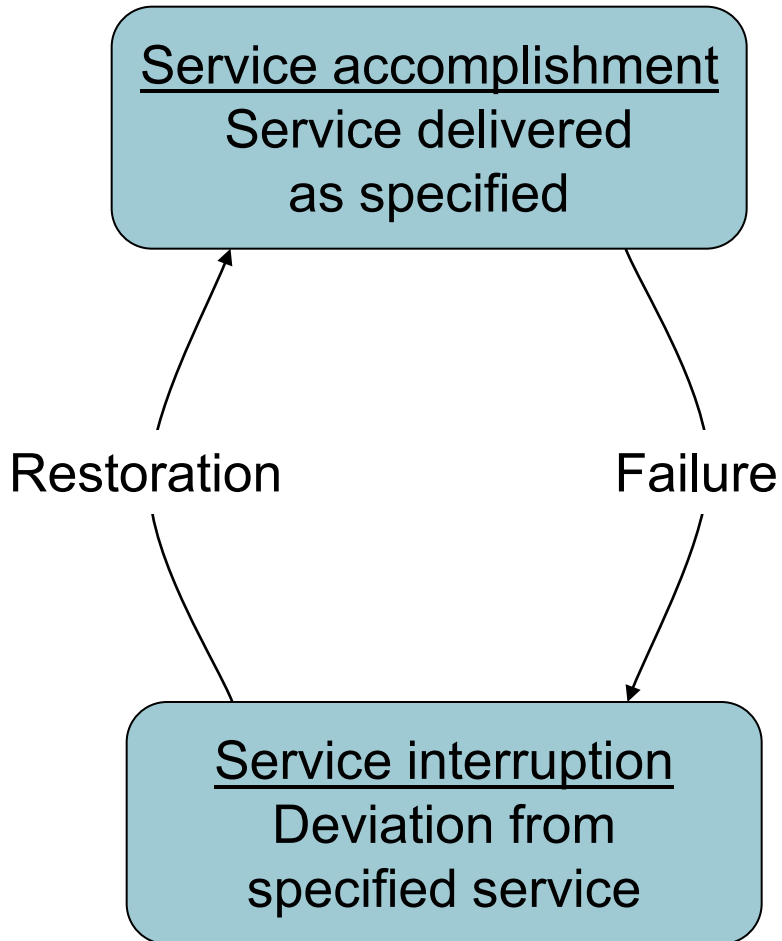 Service accomplishment
Service delivered
as specified
Restoration
Failure
Service interruption
Deviation from
specified service